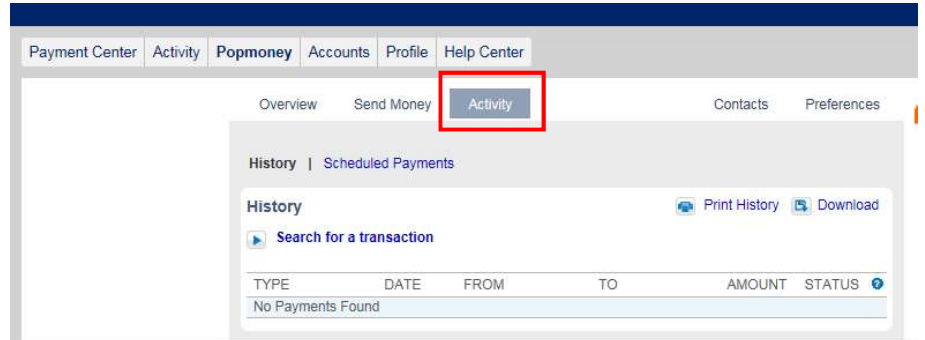 Payment Center Activity Popmoney Accounts Profile Help Center
Overview Send Money Activity Contacts Preferences
History | Scheduled Payments
History Print History Download
Search for a transaction
TYPE DATE FROM TO AMOUNT STATUS ?
No Payments Found